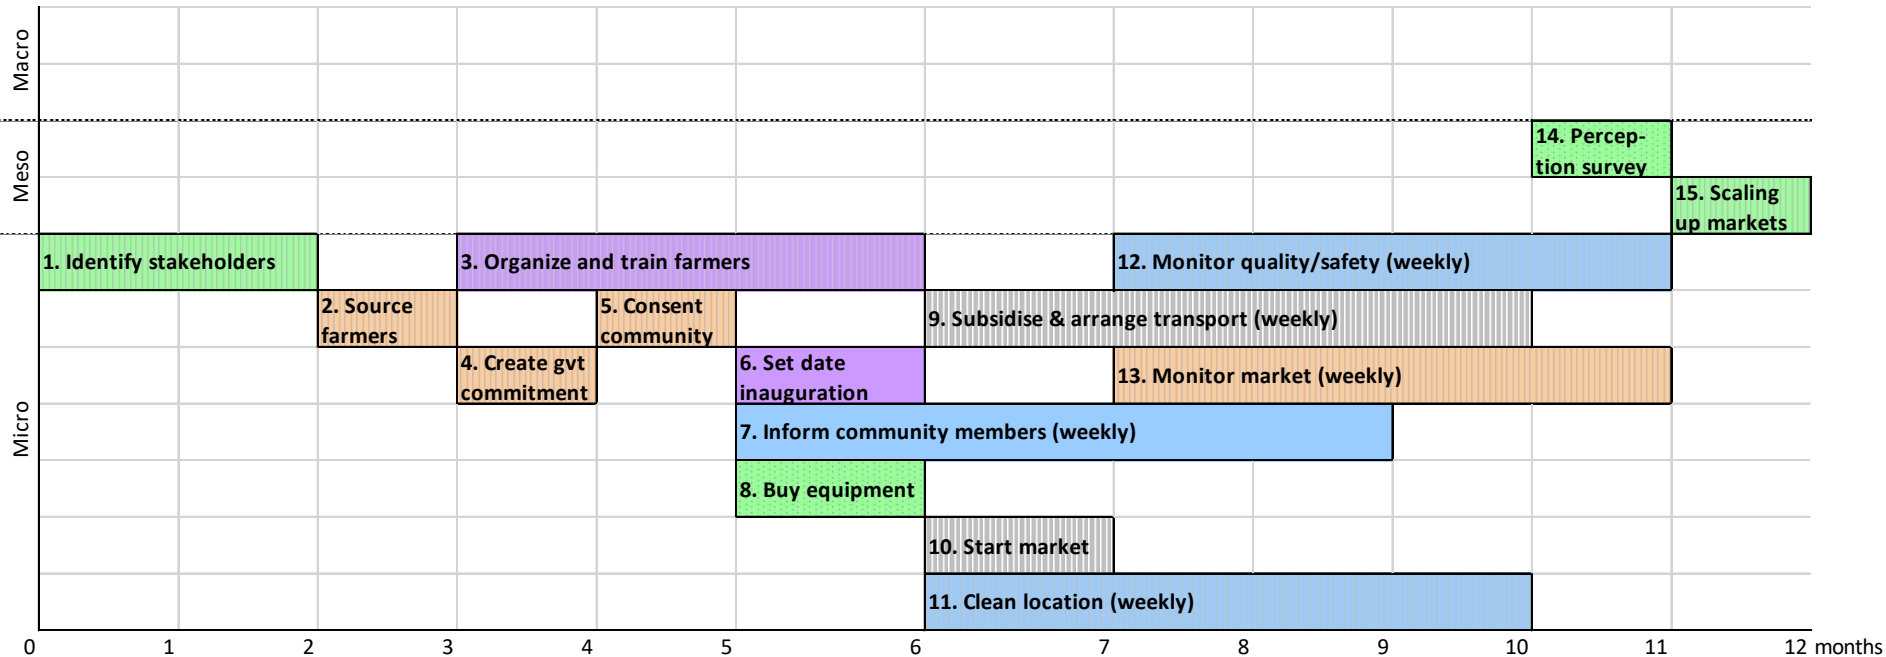 Macro
Meso
Micro
14. Percep-
tion survey
15. Scaling
up markets
1. Identify stakeholders
3. Organize and train farmers
12. Monitor quality/safety (weekly)
2. Source
farmers
5. Consent
community
9. Subsidise & arrange transport (weekly)
4. Create gvt
commitment
6. Set date
inauguration
13. Monitor market (weekly)
7. Inform community members (weekly)
8. Buy equipment
10. Start market
11. Clean location (weekly)
0 1 2 3 4 5 6 7 8 9 10 11 12 months